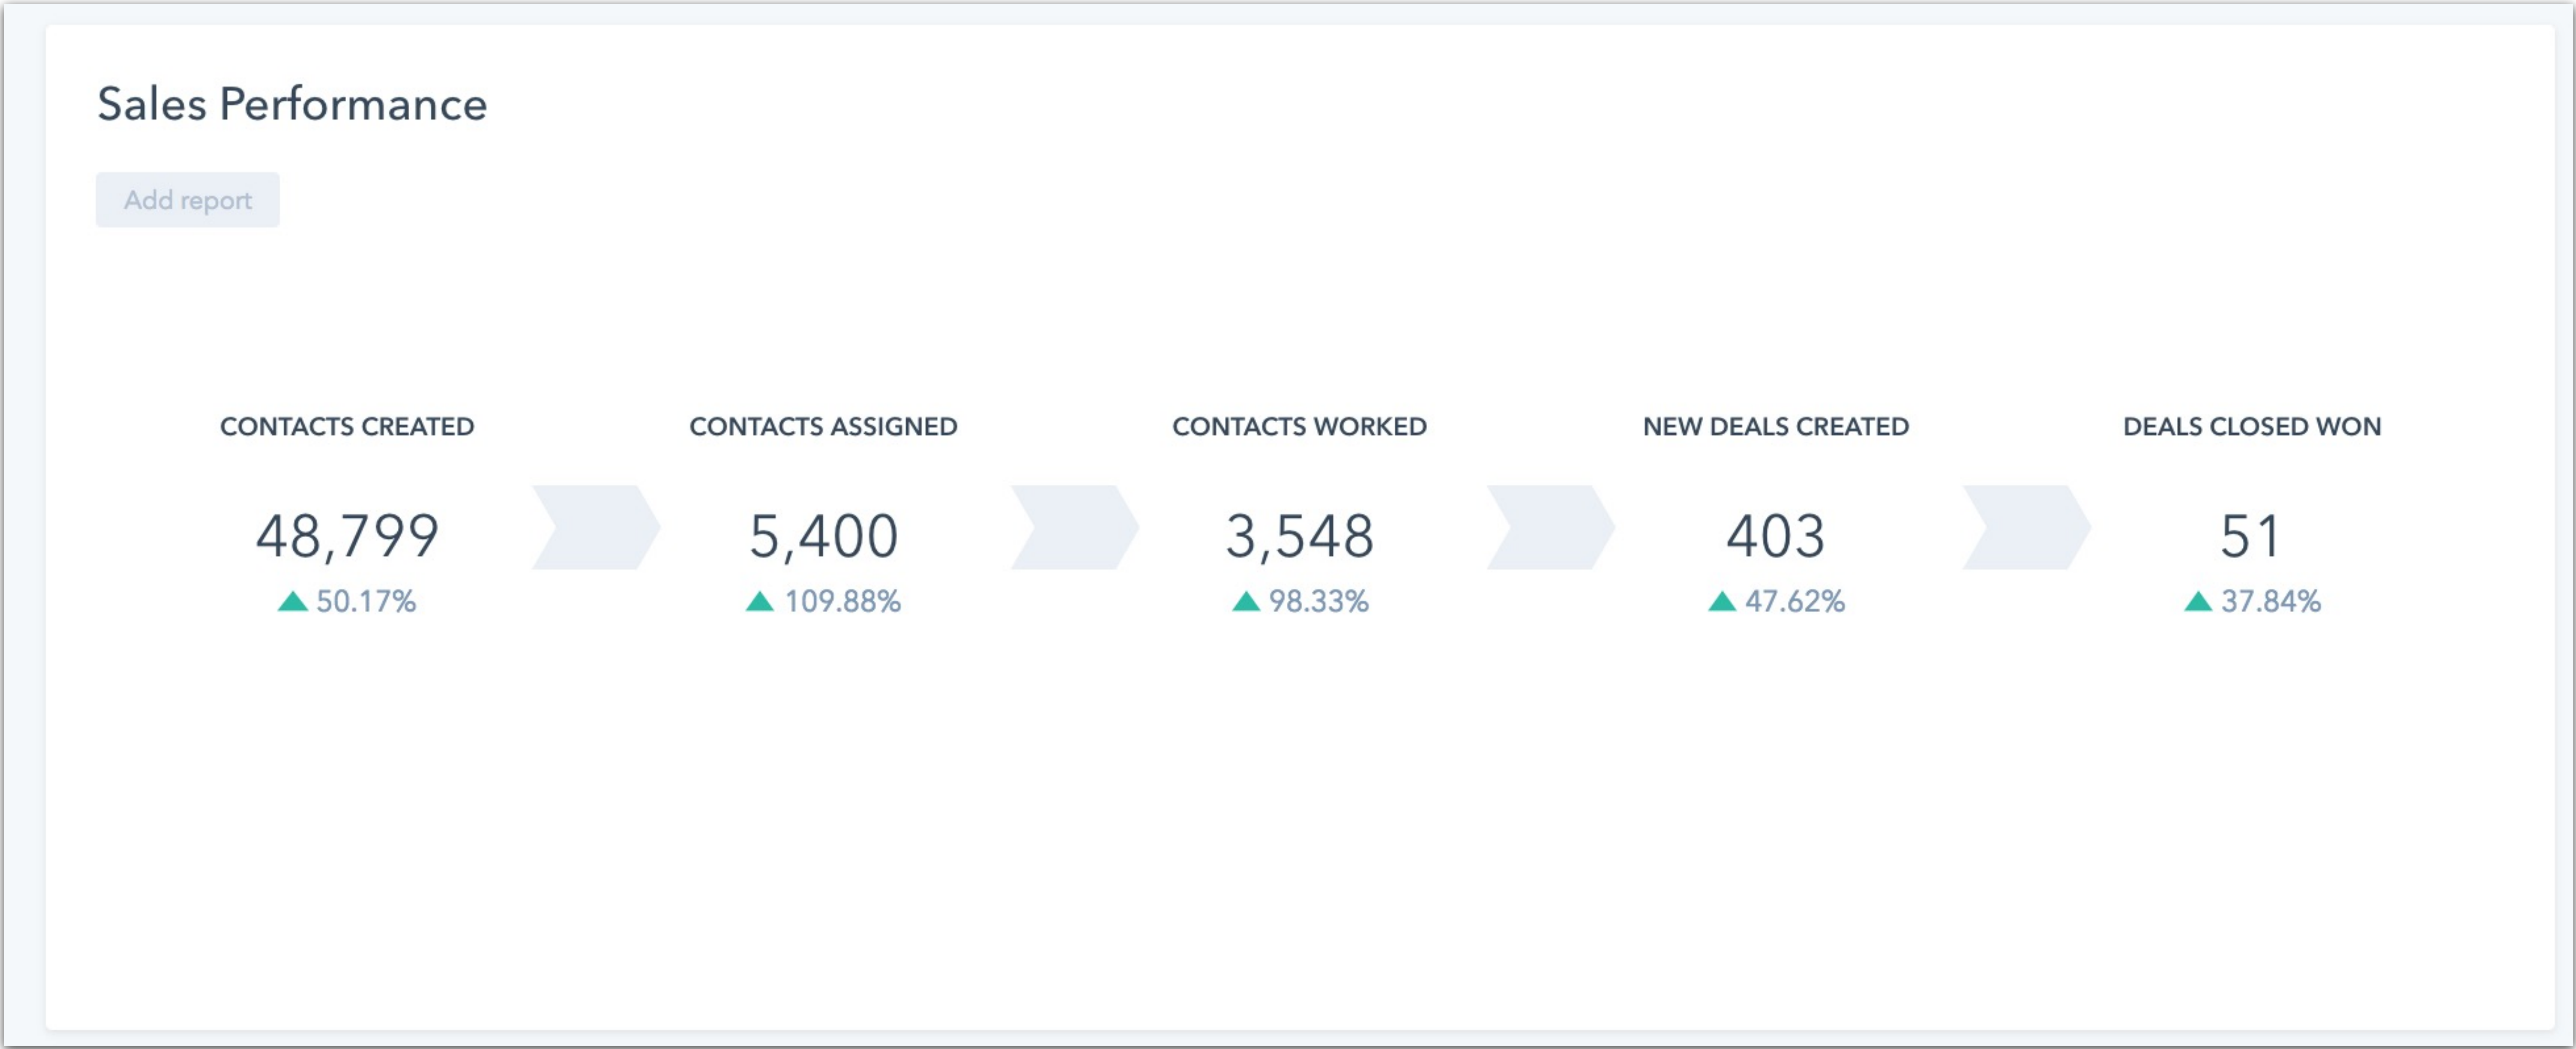 Sales Performance
Add report
CONTACTS CREATED
48,799
50.17%
CONTACTS ASSIGNED
5,400
109.88%
CONTACTS WORKED
3,548
98.33%
NEW DEALS CREATED
403
47.62%
DEALS CLOSED WON
51
37.84%